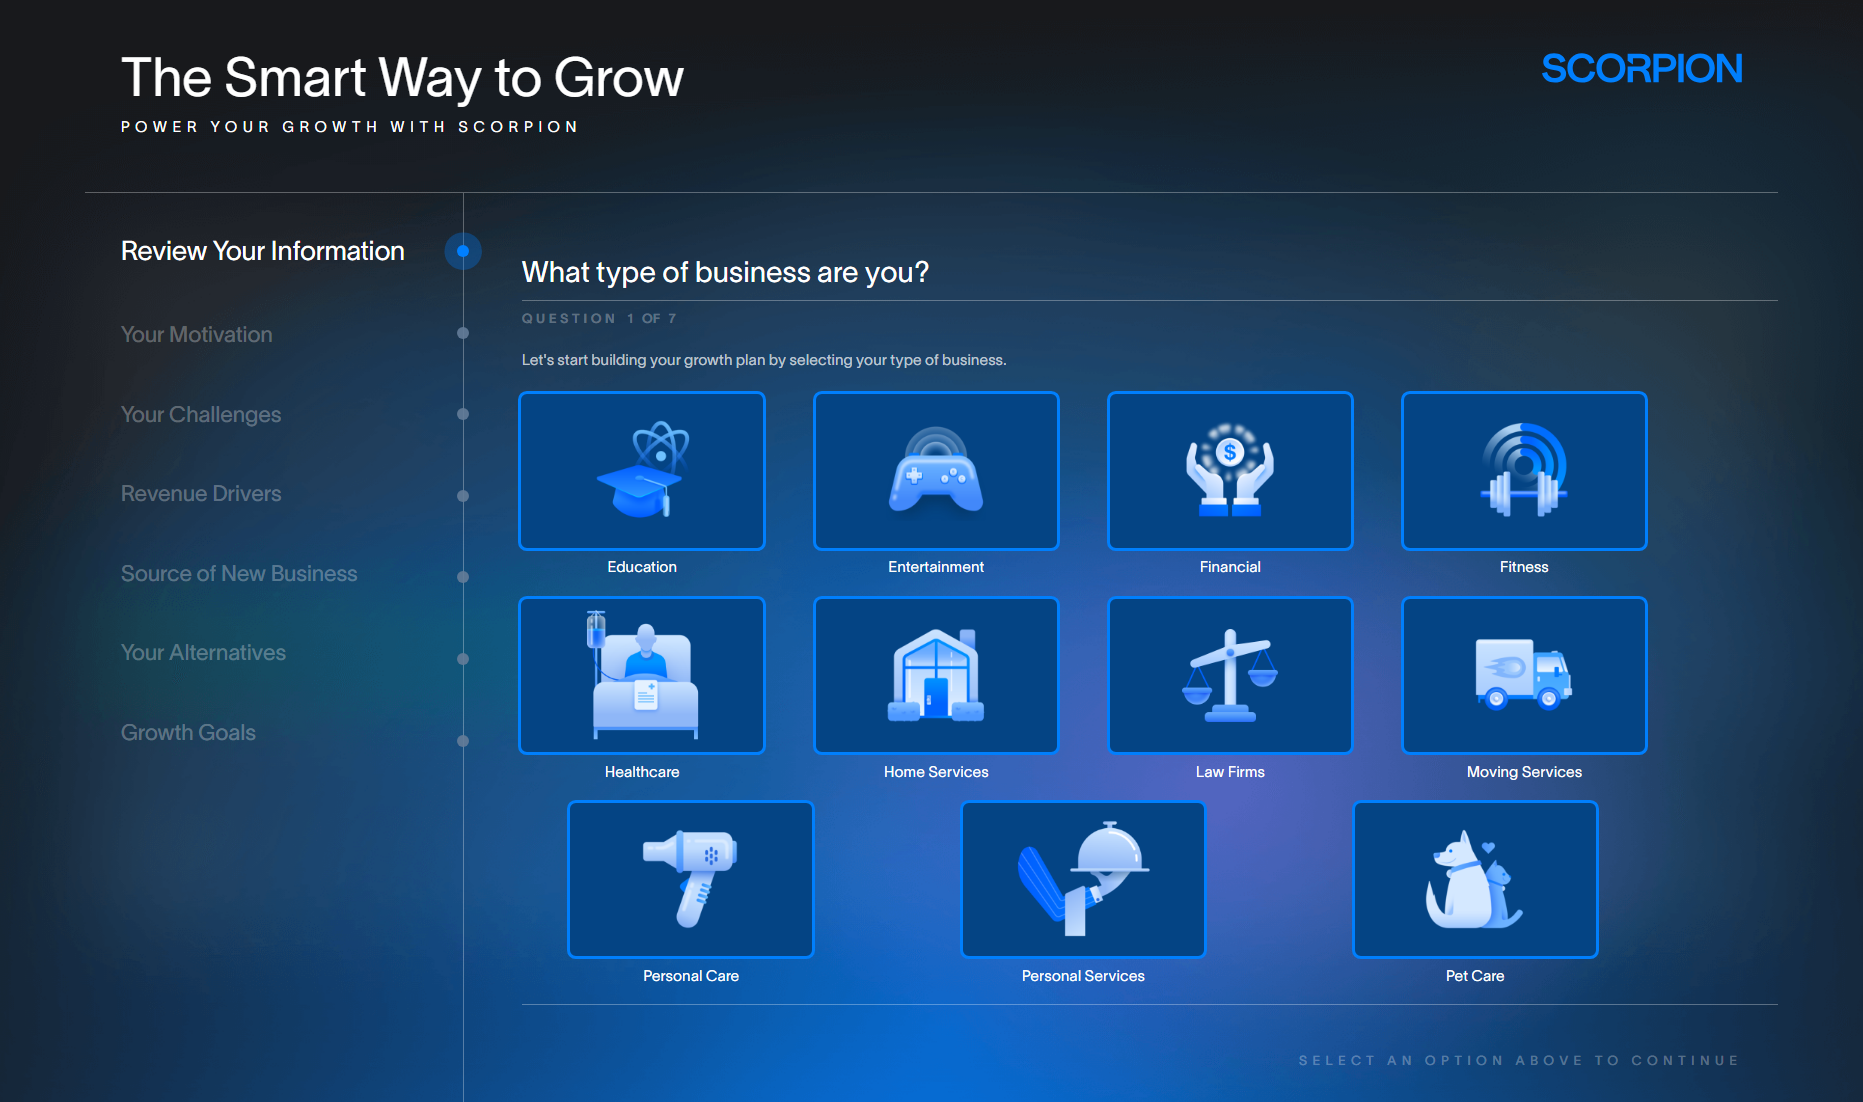 The Smart Way to Grow
POWER YOUR GROWTH WITH SCORPION
SCORPION
Review Your Information
Your Motivation
Your Challenges
Revenue Drivers
Source of New Business
Your Alternatives
Growth Goals
What type of business are you?
QUESTION 1 OF 7
Let's start building your growth plan by selecting your type of business.
$
Education
Entertainment
Financial
Fitness
Healthcare
Home Services
Law Firms
Moving Services
Personal Care
Personal Services
Pet Care
SELECT AN OPTION ABOVE TO CONTINUE